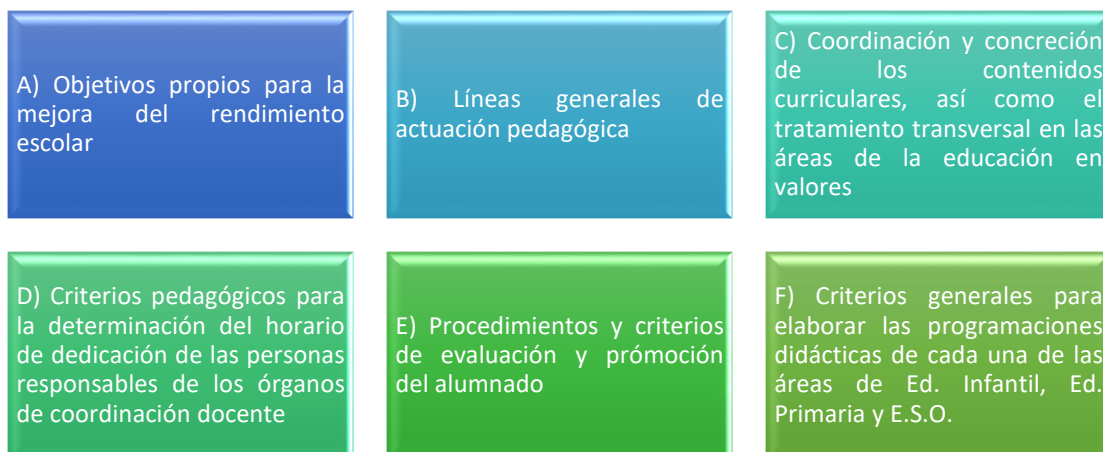 A) Objetivos propios para la
mejora del rendimiento
escolar
B) Líneas generales de
actuación pedagógica
C) Coordinación y concreción
de los contenidos
curriculares, así como el
tratamiento transversal en las
áreas de la educación en
valores
D) Criterios pedagógicos para
la determinación del horario
de dedicación de las personas
responsables de los órganos
de coordinación docente
E) Procedimientos y criterios
de evaluación y prómoción
del alumnado
F) Criterios generales para
elaborar las programaciones
didácticas de cada una de las
áreas de Ed. Infantil, Ed.
Primaria y E.S.O.